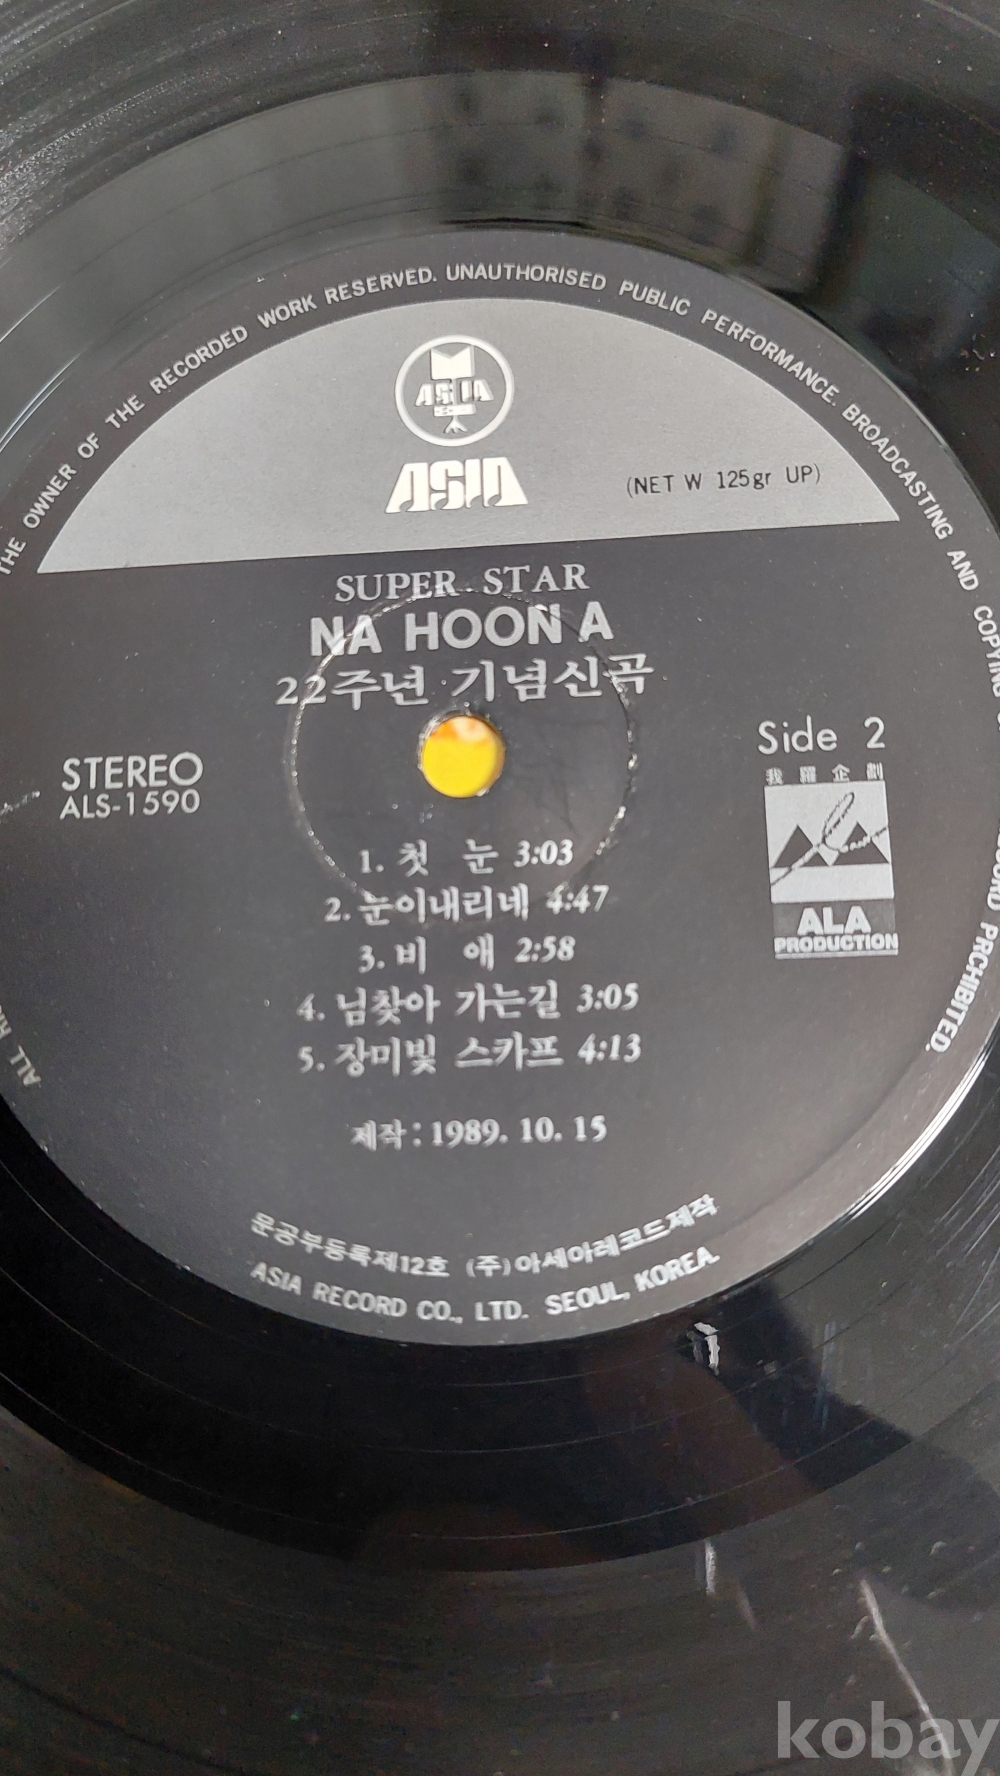 ALL
THE OWNER OF THE RECORDED WORK RESERVED. UNAUTHORISED PUBLIC PERFORMANCE. BROADCASTING AND COPYING
CORD PRCHIBITED.
ASIA
ASIA
(NET W 125gr UP)
SUPER STAR
NA HOON A
22주년 기념신곡
Side 2
STEREO
ALS-1590
我羅企劃
ALA
PRODUCTION
1. 첫 눈 3:03
2. 눈이내리네 4:47
3. 비 애 2:58
4. 님찾아 가는길 3:05
5. 장미빛 스카프 4:13
제작: 1989. 10. 15
문공부등록제12호 (주)아세아레코드제작
ASIA RECORD CO., LTD. SEOUL, KOREA.
kobay